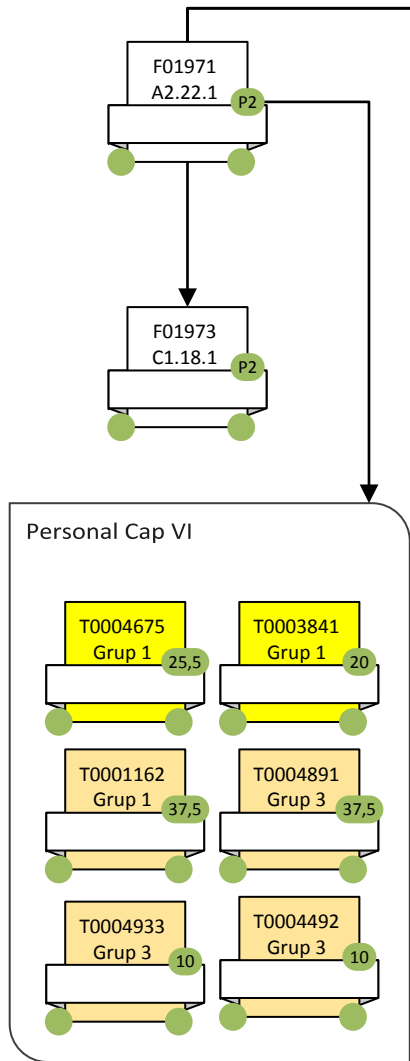 F01971
A2.22.1
P2
F01973
C1.18.1
P2
Personal Cap VI
T0004675
Grup 1
25,5
T0003841
Grup 1
20
T0001162
Grup 1
37,5
T0004891
Grup 3
37,5
T0004933
Grup 3
10
T0004492
Grup 3
10